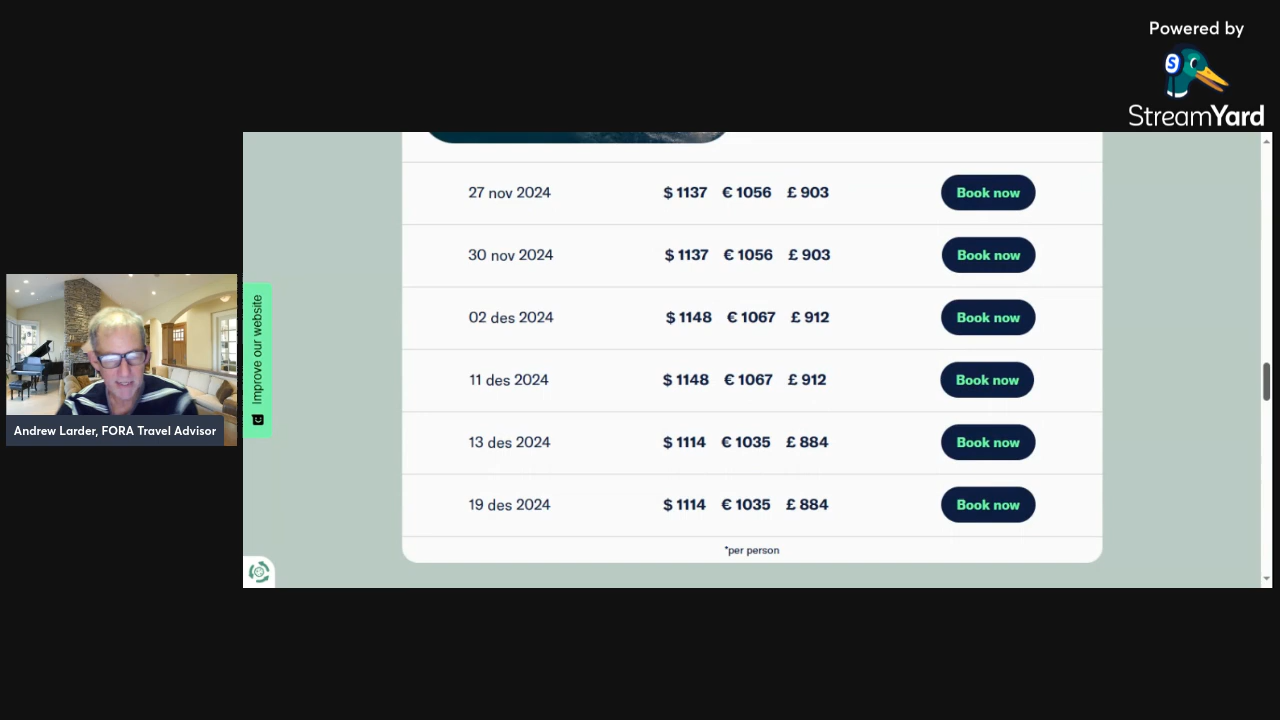 Powered by
S
StreamYard
27 nov 2024 $ 1137 € 1056 £ 903 Book now
30 nov 2024 $ 1137 € 1056 £ 903 Book now
02 des 2024 $ 1148 € 1067 £ 912 Book now
11 des 2024 $ 1148 € 1067 £ 912 Book now
13 des 2024 $ 1114 € 1035 £ 884 Book now
19 des 2024 $ 1114 € 1035 £ 884 Book now
*per person
Improve our website
Andrew Larder, FORA Travel Advisor